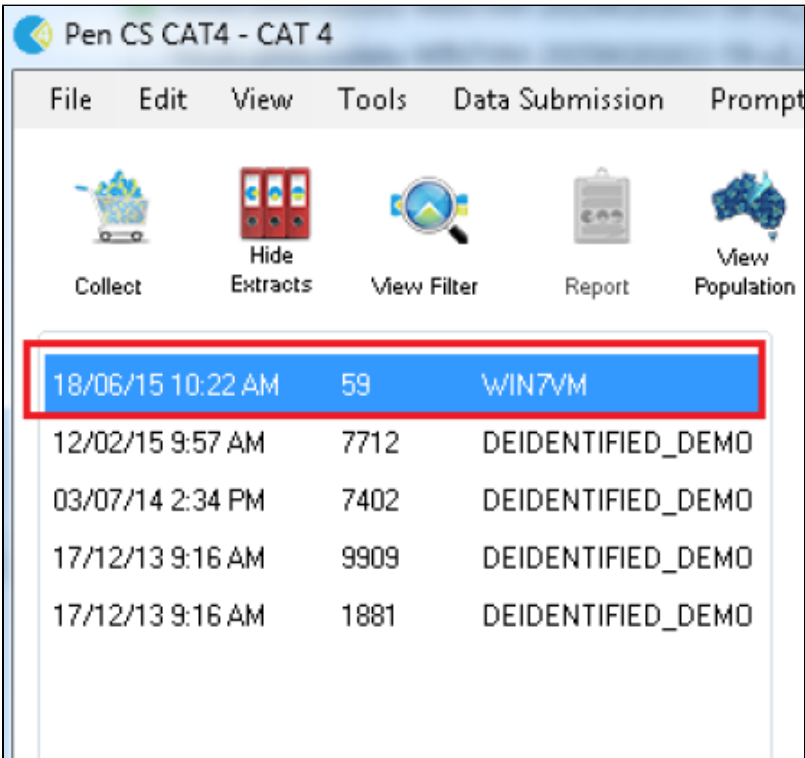 Pen CS CAT4 - CAT 4
File Edit View Tools Data Submission Prompt
Collect
Hide
Extracts
View Filter
Report
View
Population
18/06/15 10:22 AM 59 WIN7VM
12/02/15 9:57 AM 7712 DEIDENTIFIED_DEMO
03/07/14 2:34 PM 7402 DEIDENTIFIED_DEMO
17/12/13 9:16 AM 9909 DEIDENTIFIED_DEMO
17/12/13 9:16 AM 1881 DEIDENTIFIED_DEMO